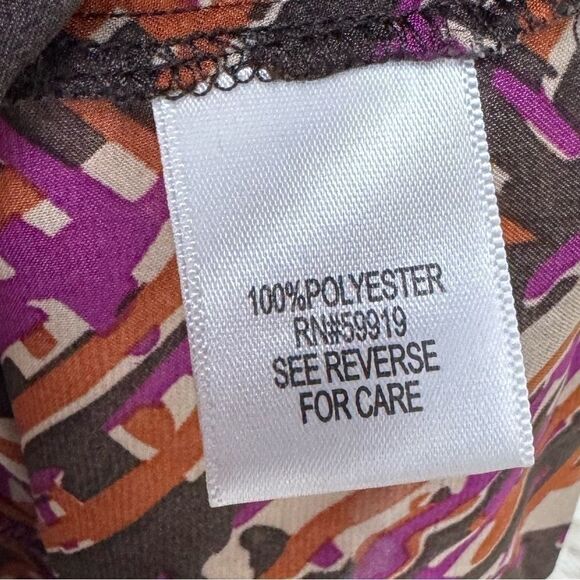 100%POLYESTER
RN#59919
SEE REVERSE
FOR CARE